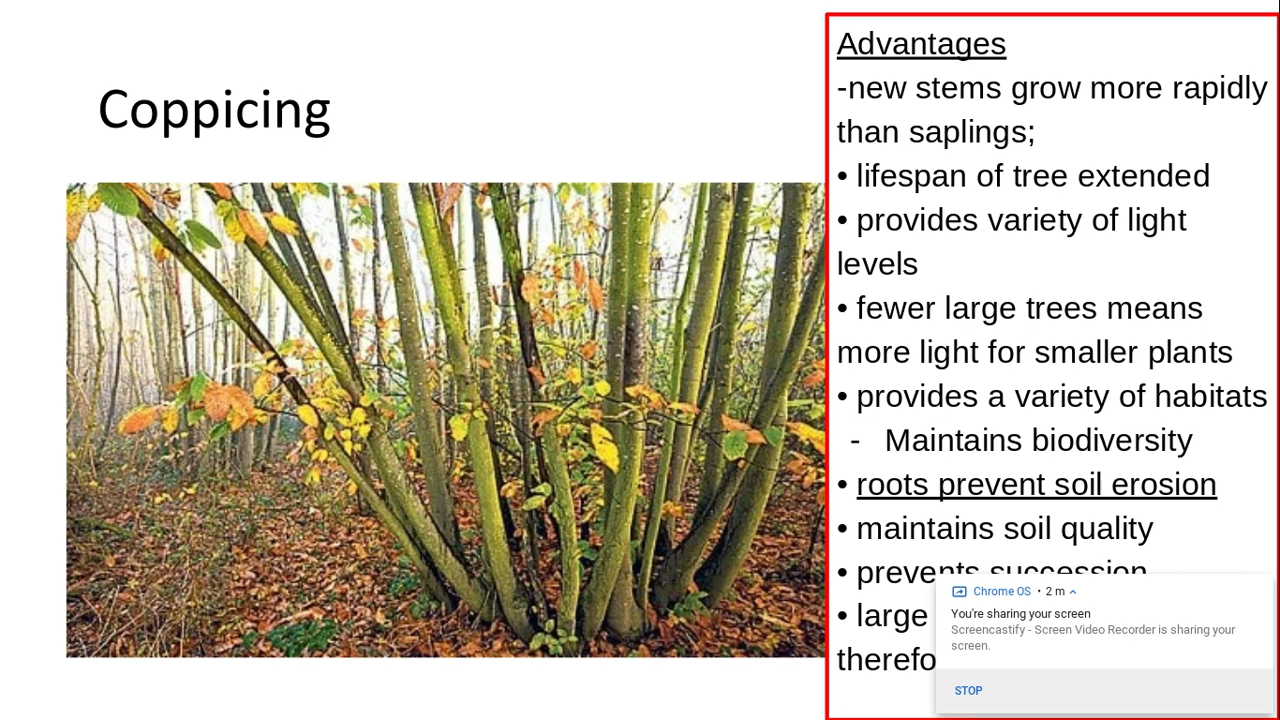 Coppicing
Advantages
-new stems grow more rapidly
than saplings;
• lifespan of tree extended
• provides variety of light
levels
• fewer large trees means
more light for smaller plants
• provides a variety of habitats
- Maintains biodiversity
• roots prevent soil erosion
• maintains soil quality
• prevents succession
• large
Chrome OS • 2 m
You're sharing your screen
Screencastify - Screen Video Recorder is sharing your
screen.
STOP